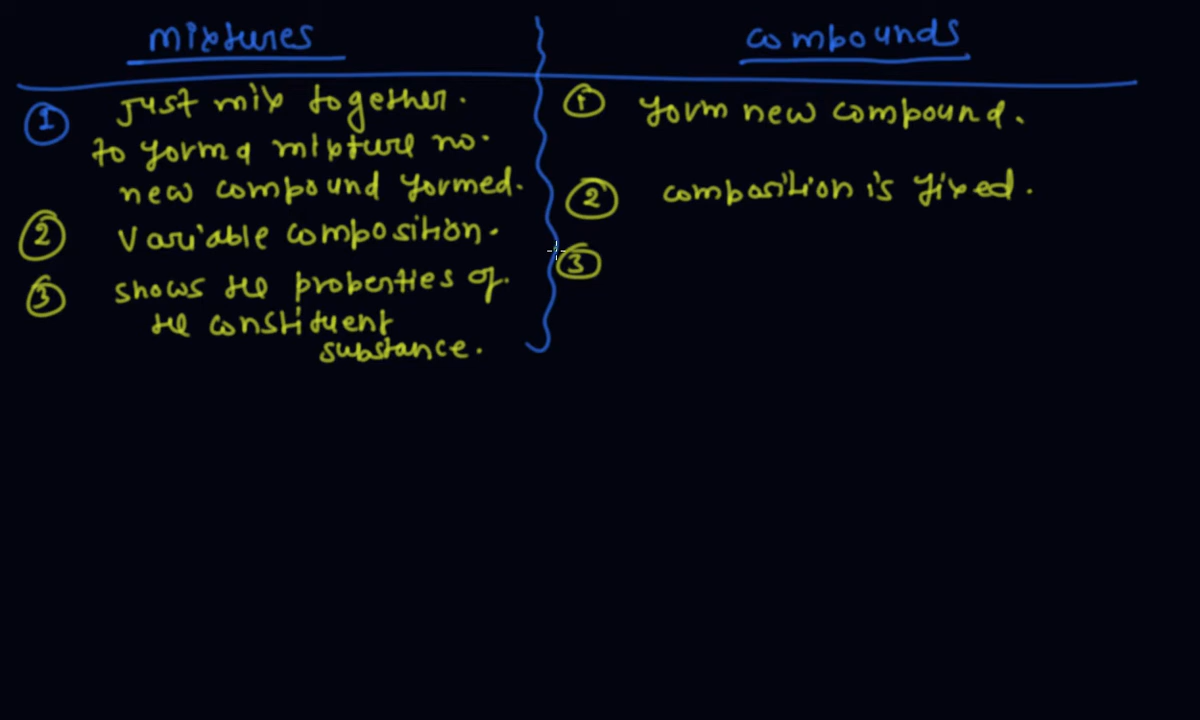 mixtures
compounds
① Just mix together.
to form a mixture no.
new compound formed.
② Variable composition.
③ shows the properties of.
the constituent
substance.
① Form new compound.
② composition is fixed.
③